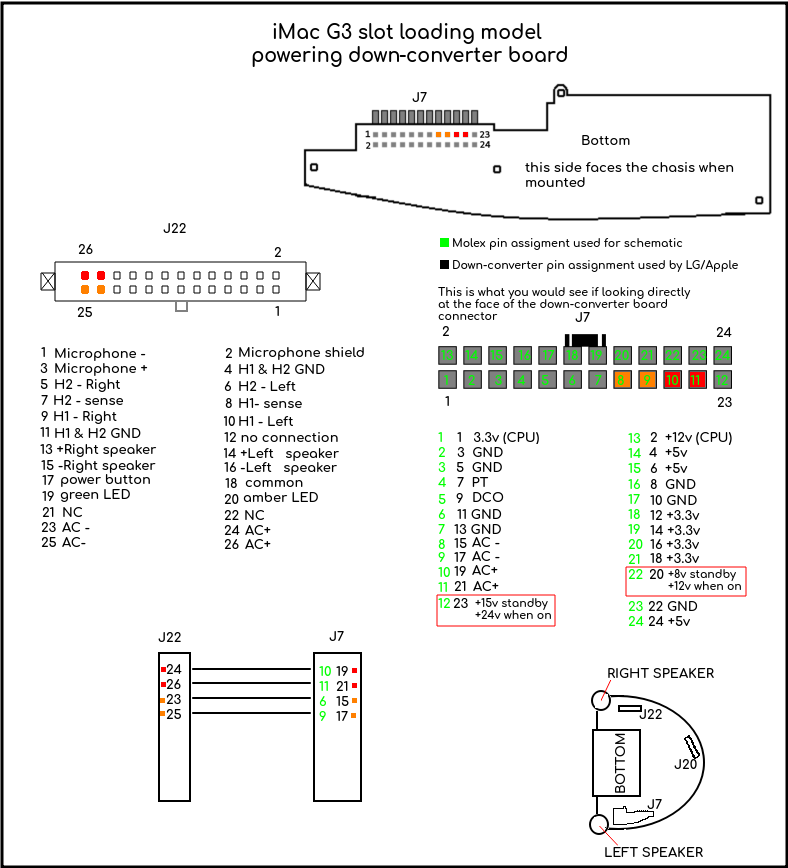 iMac G3 slot loading model
powering down-converter board
J7
1 23
2 24
Bottom
this side faces the chasis when
mounted
J22
26 2
25 1
Molex pin assigment used for schematic
Down-converter pin assignment used by LG/Apple
This is what you would see if looking directly
at the face of the down-converter board
connector
J7
2 24
13 14 15 16 17 18 19 20 21 22 23 24
1 2 3 4 5 6 7 8 9 10 11 12
1 23
1 Microphone -
3 Microphone +
5 H2 - Right
7 H2 - sense
9 H1 - Right
11 H1 & H2 GND
13 +Right speaker
15 -Right speaker
17 power button
19 green LED
21 NC
23 AC -
25 AC-
2 Microphone shield
4 H1 & H2 GND
6 H2 - Left
8 H1- sense
10 H1 - Left
12 no connection
14 +Left speaker
16 -Left speaker
18 common
20 amber LED
22 NC
24 AC+
26 AC+
1 1 3.3v (CPU)
2 3 GND
3 5 GND
4 7 PT
5 9 DCO
6 11 GND
7 13 GND
8 15 AC -
9 17 AC -
10 19 AC+
11 21 AC+
12 23 +15v standby
+24v when on
13 2 +12v (CPU)
14 4 +5v
15 6 +5v
16 8 GND
17 10 GND
18 12 +3.3v
19 14 +3.3v
20 16 +3.3v
21 18 +3.3v
22 20 +8v standby
+12v when on
23 22 GND
24 24 +5v
J22 J7
24 10 19
26 11 21
23 6 15
25 9 17
RIGHT SPEAKER
J22
BOTTOM
J20
J7
LEFT SPEAKER